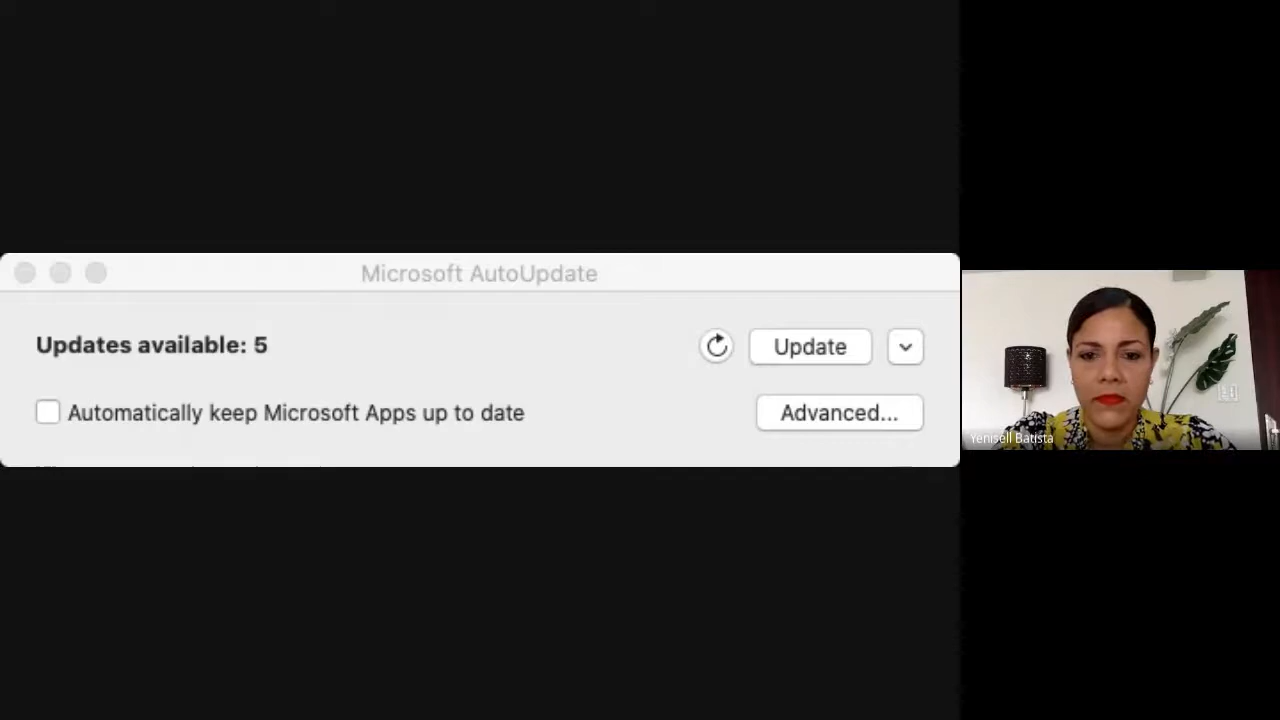 Microsoft AutoUpdate
Updates available: 5
Update
Automatically keep Microsoft Apps up to date
Advanced...
Yenisell Batista